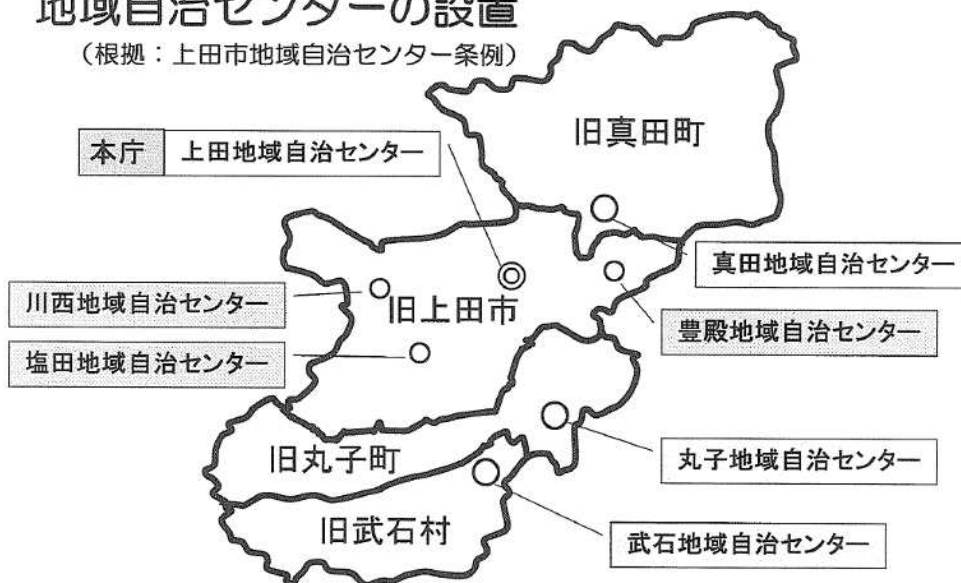 地域自治センターの設置
（根拠：上田市地域自治センター条例）
旧真田町
本庁 上田地域自治センター
真田地域自治センター
川西地域自治センター
旧上田市
豊殿地域自治センター
塩田地域自治センター
旧丸子町
丸子地域自治センター
旧武石村
武石地域自治センター